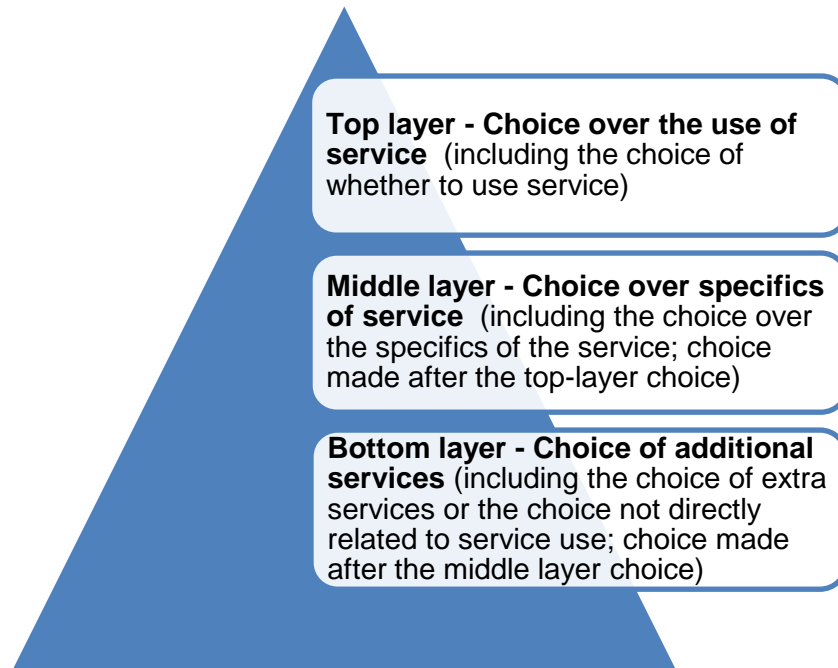 Top layer - Choice over the use of
service (including the choice of
whether to use service)
Middle layer - Choice over specifics
of service (including the choice over
the specifics of the service; choice
made after the top-layer choice)
Bottom layer - Choice of additional
services (including the choice of extra
services or the choice not directly
related to service use; choice made
after the middle layer choice)